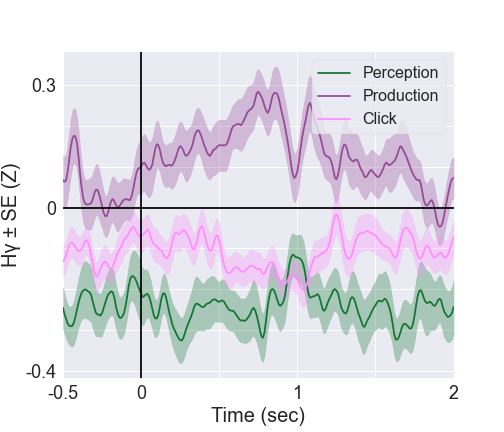 Perception
Production
Click
0.3
0
-0.4
Hγ ± SE (Z)
-0.5
0
1
2
Time (sec)